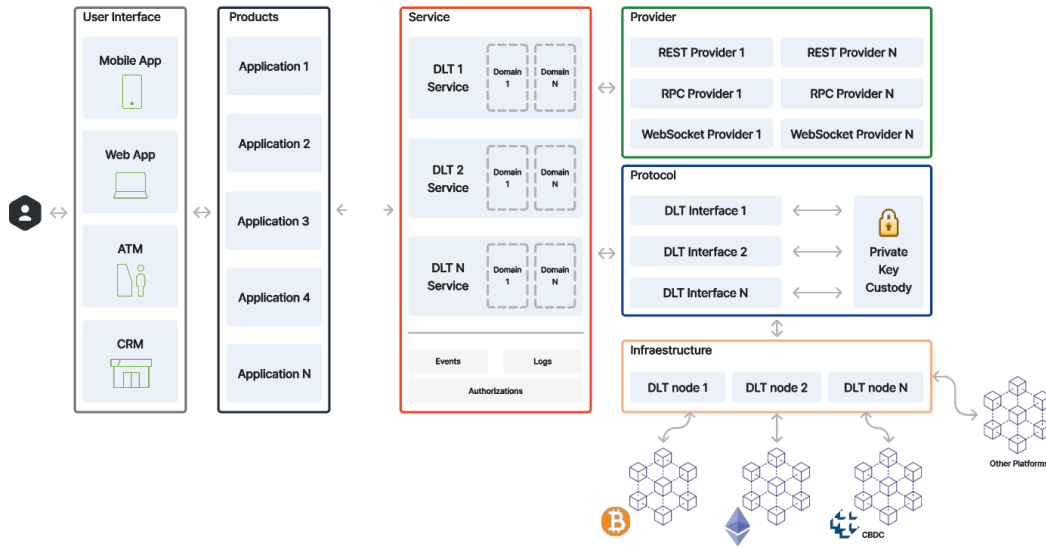 User Interface
Mobile App
Web App
ATM
CRM
Products
Application 1
Application 2
Application 3
Application 4
Application N
Service
DLT 1
Service
Domain
1
Domain
N
DLT 2
Service
Domain
1
Domain
N
DLT N
Service
Domain
1
Domain
N
Events
Logs
Authorizations
Provider
REST Provider 1
REST Provider N
RPC Provider 1
RPC Provider N
WebSocket Provider 1
WebSocket Provider N
Protocol
DLT Interface 1
DLT Interface 2
DLT Interface N
Private
Key
Custody
Infraestructure
DLT node 1
DLT node 2
DLT node N
Other Platforms
CBDC